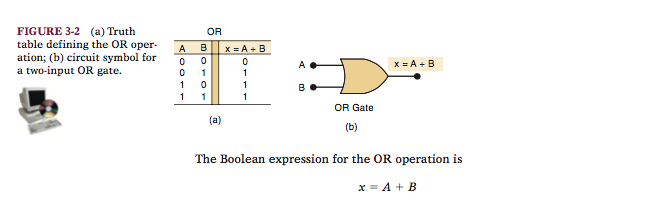 FIGURE 3-2 (a) Truth
table defining the OR oper-
ation; (b) circuit symbol for
a two-input OR gate.
OR
A B x = A + B
0 0 0
0 1 1
1 0 1
1 1 1
(a)
A
B
x = A + B
OR Gate
(b)
The Boolean expression for the OR operation is
x = A + B